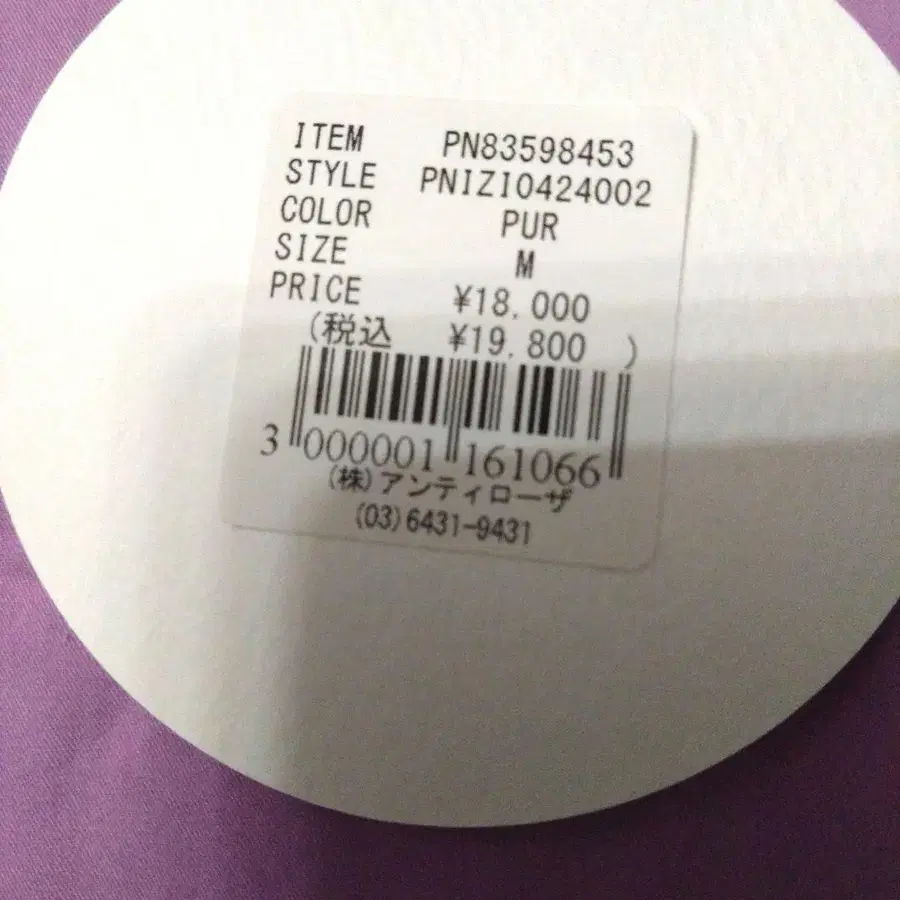 ITEM PN83598453
STYLE PNIZI0424002
COLOR PUR
SIZE M
PRICE ¥18,000
(税込 ¥19,800 )
3 000001 161066
(株)アンティローザ
(03)6431-9431